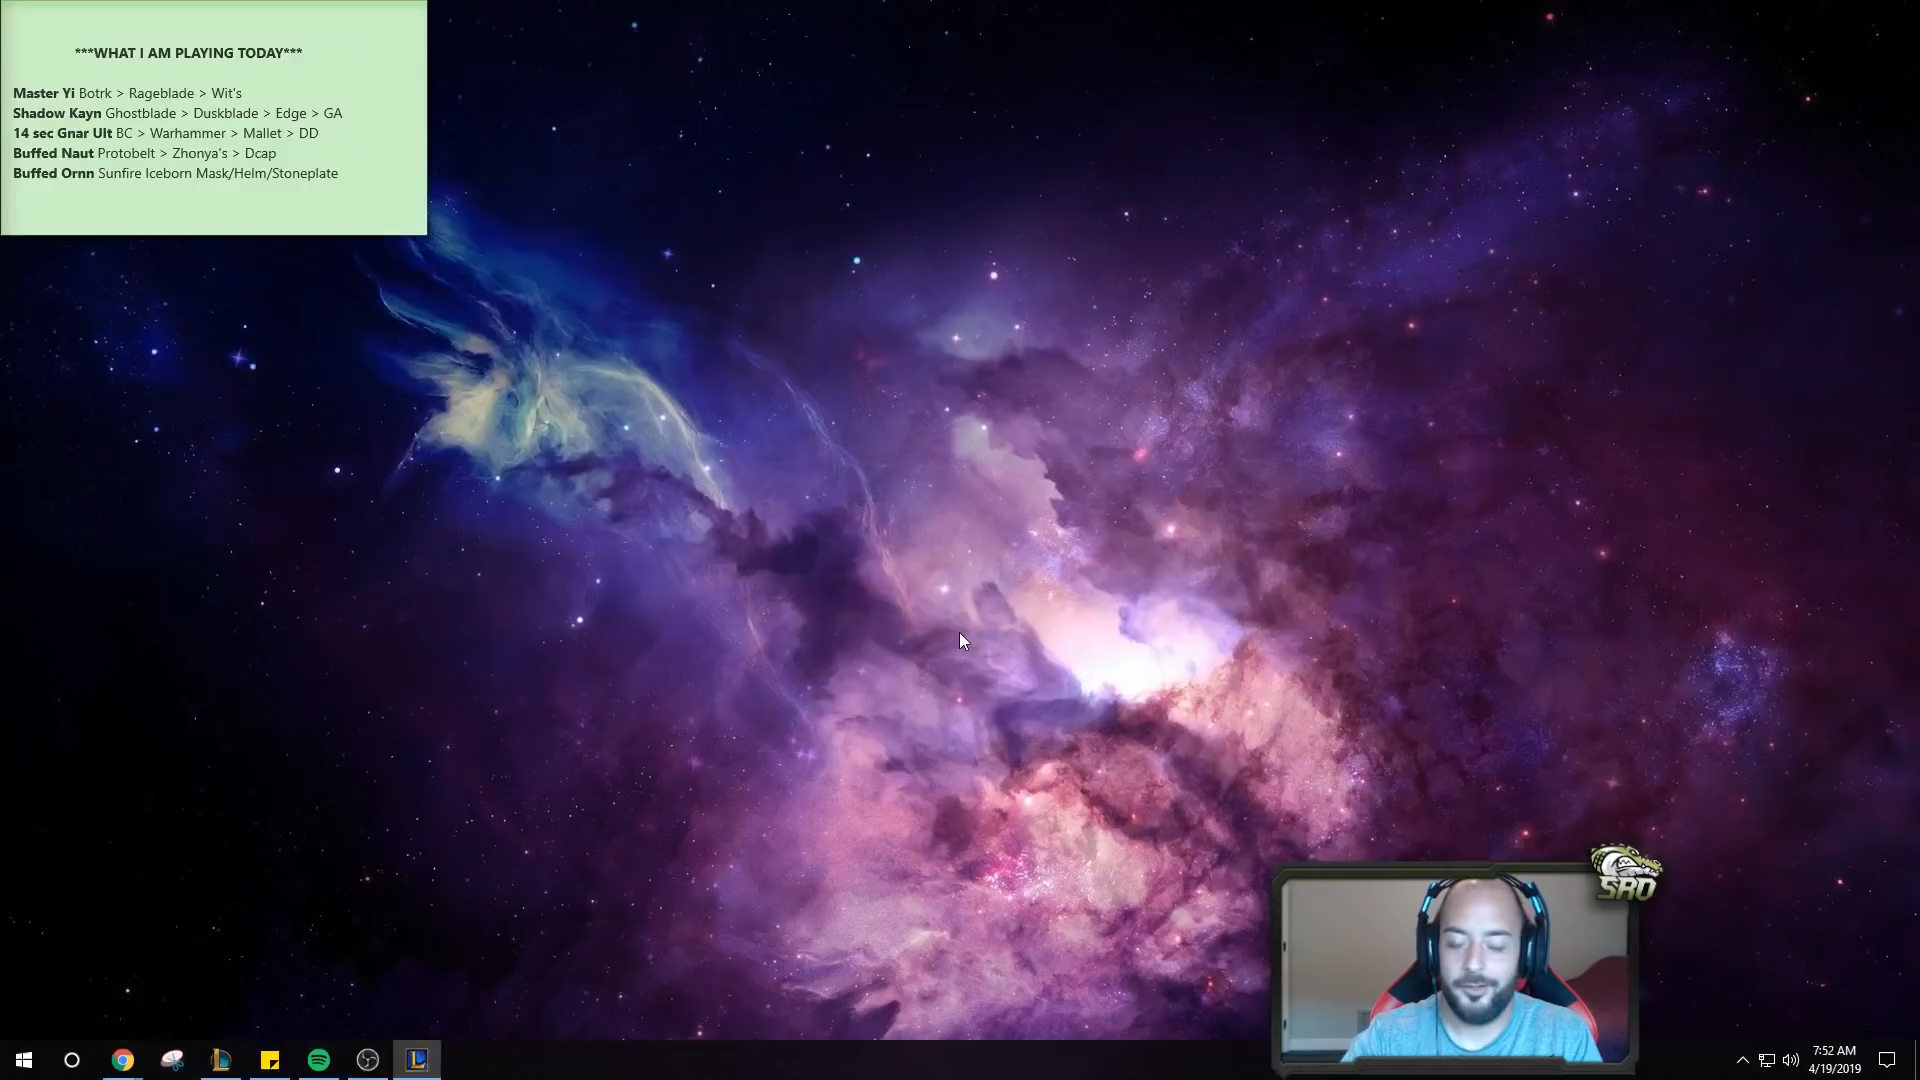 ***WHAT I AM PLAYING TODAY***
Master Yi Botrk > Rageblade > Wit's
Shadow Kayn Ghostblade > Duskblade > Edge > GA
14 sec Gnar Ult BC > Warhammer > Mallet > DD
Buffed Naut Protobelt > Zhonya's > Dcap
Buffed Ornn Sunfire Iceborn Mask/Helm/Stoneplate
SRO
7:52 AM
4/19/2019